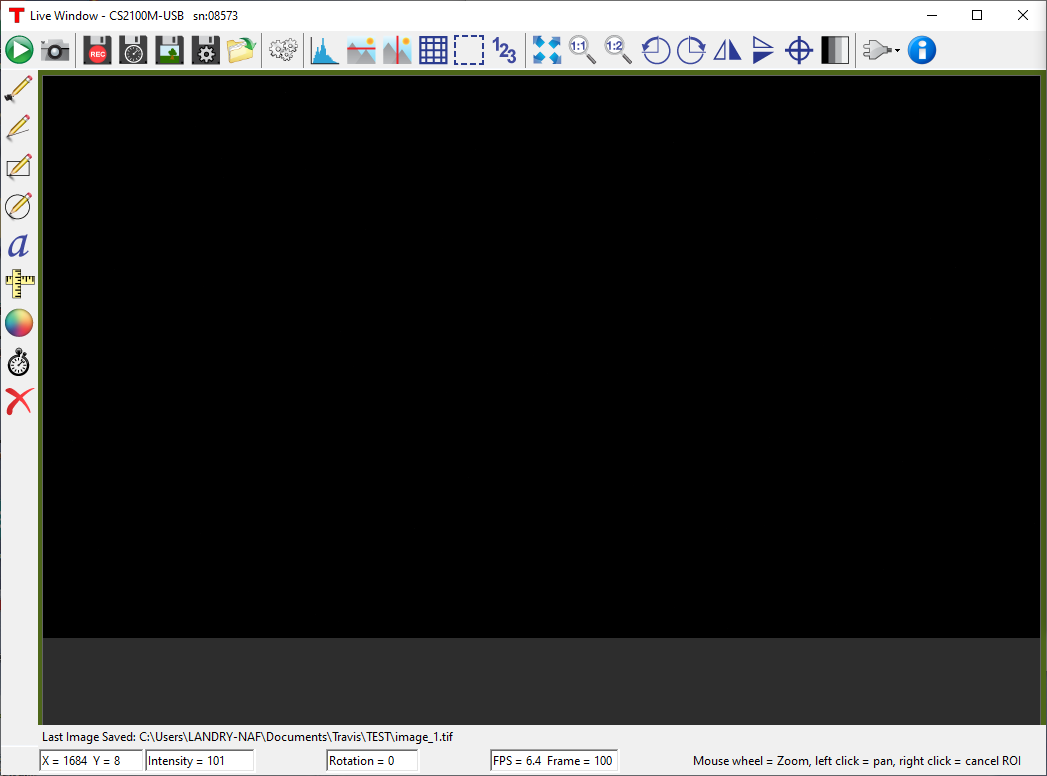 T Live Window - CS2100M-USB sn:08573
REC
1:1
1:2
123
i
a
Last Image Saved: C:\Users\LANDRY-NAF\Documents\Travis\TEST\image_1.tif
X = 1684 Y = 8
Intensity = 101
Rotation = 0
FPS = 6.4 Frame = 100
Mouse wheel = Zoom, left click = pan, right click = cancel ROI